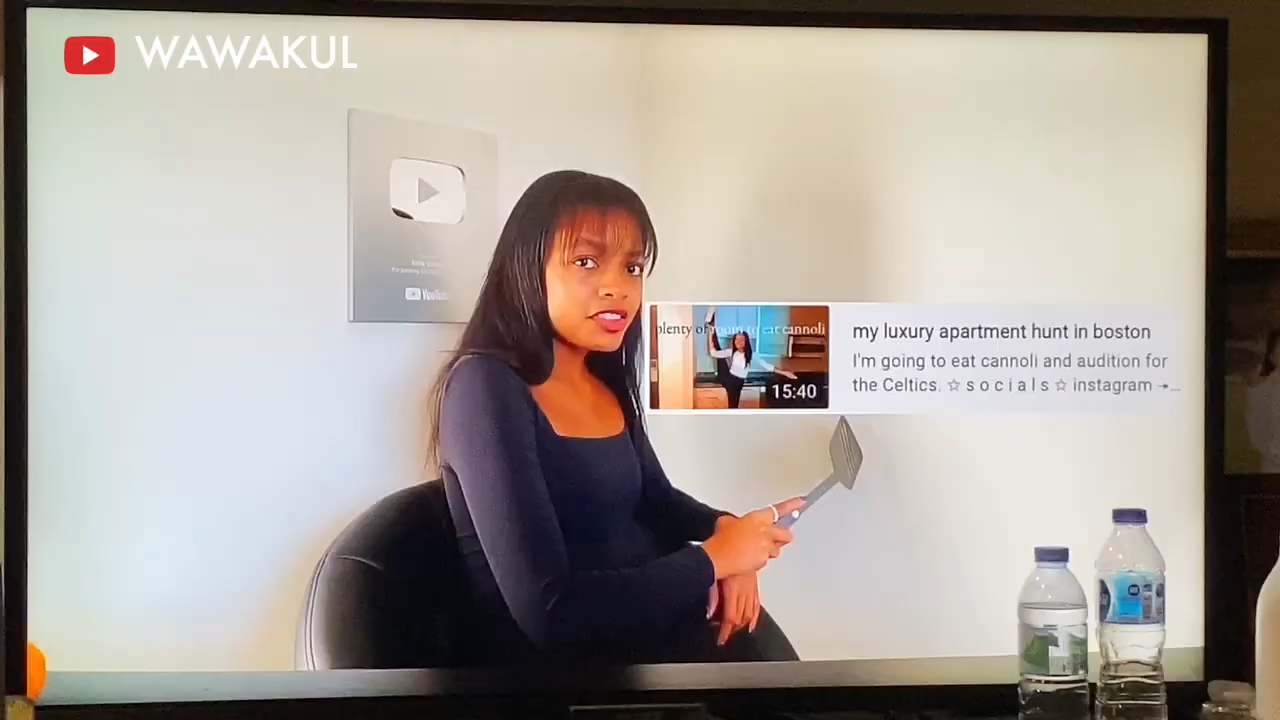 WAWAKUL
YouTube
plenty of room to eat cannoli
15:40
my luxury apartment hunt in boston
I'm going to eat cannoli and audition for
the Celtics. ☆ s o c i a l s ☆ instagram ➝...